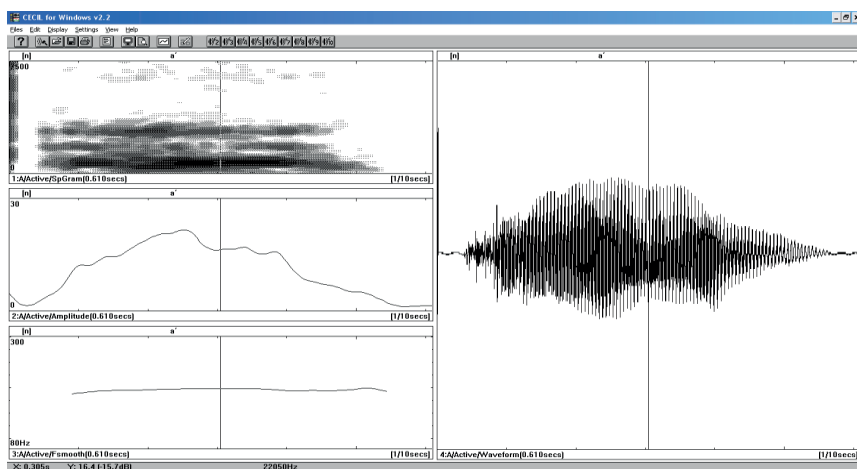 CECIL for Windows v2.2
Files Edit Display Settings View Help
[n] a´
7500
0
1:A/Active/SpGram(0.610secs) [1/10secs]
[n] a´
30
0
2:A/Active/Amplitude(0.610secs) [1/10secs]
[n] a´
300
80Hz
3:A/Active/Fsmooth(0.610secs) [1/10secs]
[n] a´
4:A/Active/Waveform(0.610secs) [1/10secs]
X: 0.305s Y: 16.4 (-15.7dB) 22050Hz